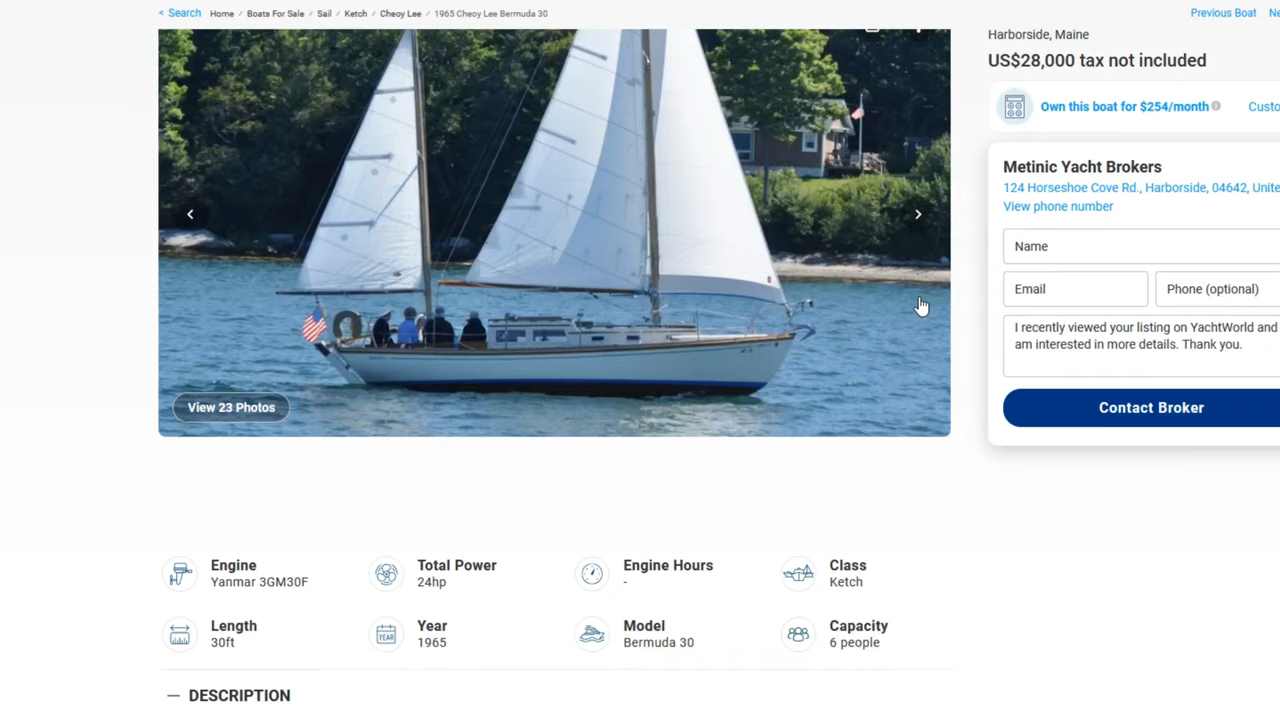 < Search Home / Boats For Sale / Sail / Ketch / Cheoy Lee / 1965 Cheoy Lee Bermuda 30
Previous Boat
Harborside, Maine
US$28,000 tax not included
Own this boat for $254/month
Metinic Yacht Brokers
124 Horseshoe Cove Rd., Harborside, 04642, Unite
View phone number
Name
Email Phone (optional)
I recently viewed your listing on YachtWorld and
am interested in more details. Thank you.
Contact Broker
View 23 Photos
Engine
Yanmar 3GM30F
Total Power
24hp
Engine Hours
-
Class
Ketch
Length
30ft
Year
1965
YEAR
Model
Bermuda 30
Capacity
6 people
— DESCRIPTION